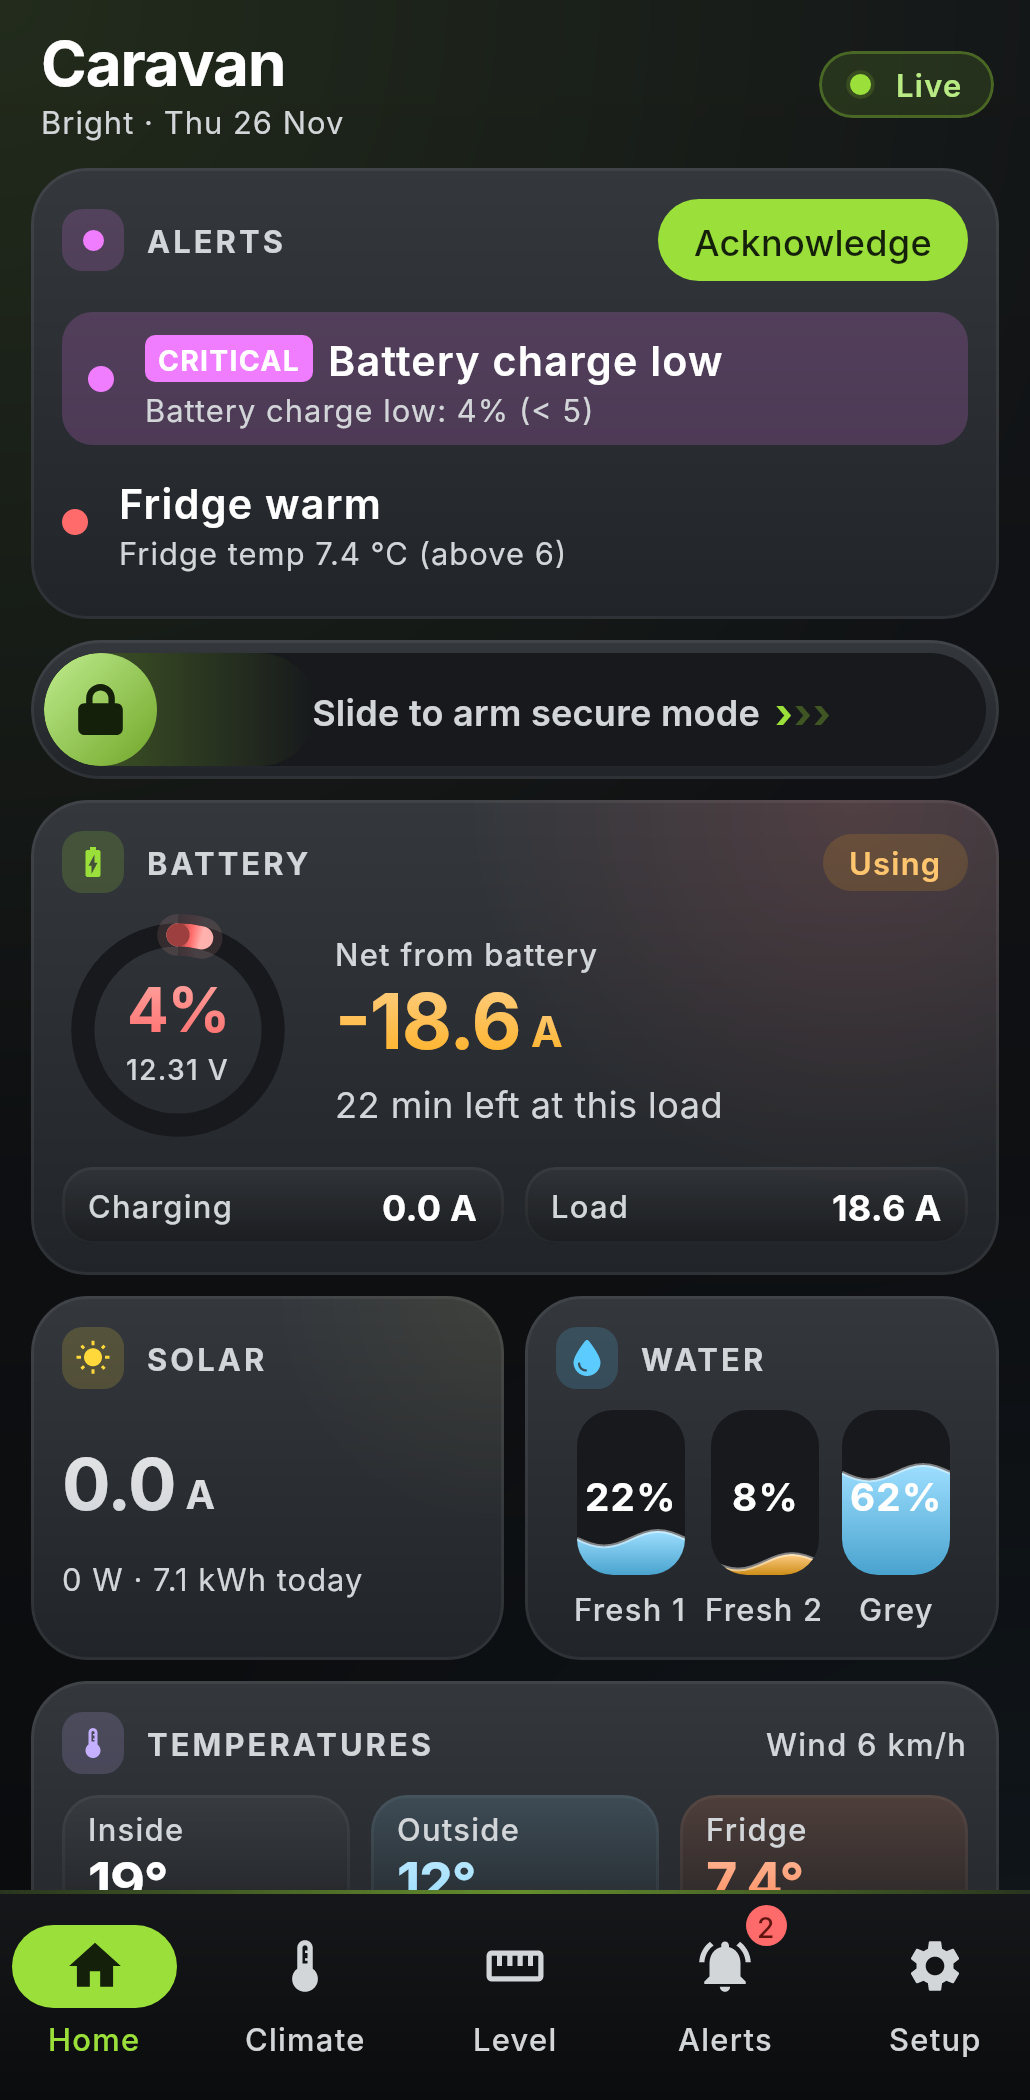 Caravan
Bright · Thu 26 Nov
Live
ALERTS
Acknowledge
CRITICAL Battery charge low
Battery charge low: 4% (< 5)
Fridge warm
Fridge temp 7.4 °C (above 6)
Slide to arm secure mode ›››
BATTERY
Using
4%
12.31 V
Net from battery
-18.6 A
22 min left at this load
Charging 0.0 A
Load 18.6 A
SOLAR
0.0 A
0 W · 7.1 kWh today
WATER
22% 8% 62%
Fresh 1 Fresh 2 Grey
TEMPERATURES
Wind 6 km/h
Inside Outside Fridge
19° 12° 7.4°
2
Home Climate Level Alerts Setup